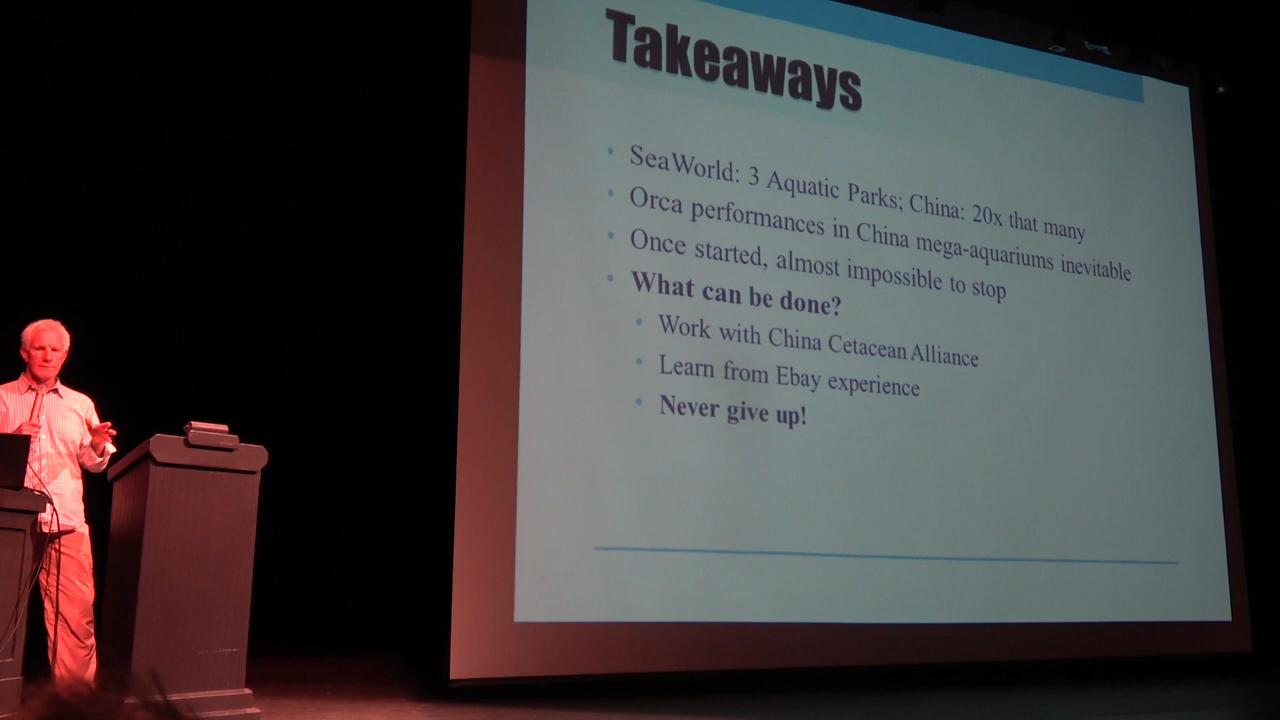 Takeaways
SeaWorld: 3 Aquatic Parks; China: 20x that many
Orca performances in China mega-aquariums inevitable
Once started, almost impossible to stop
What can be done?
Work with China Cetacean Alliance
Learn from Ebay experience
Never give up!